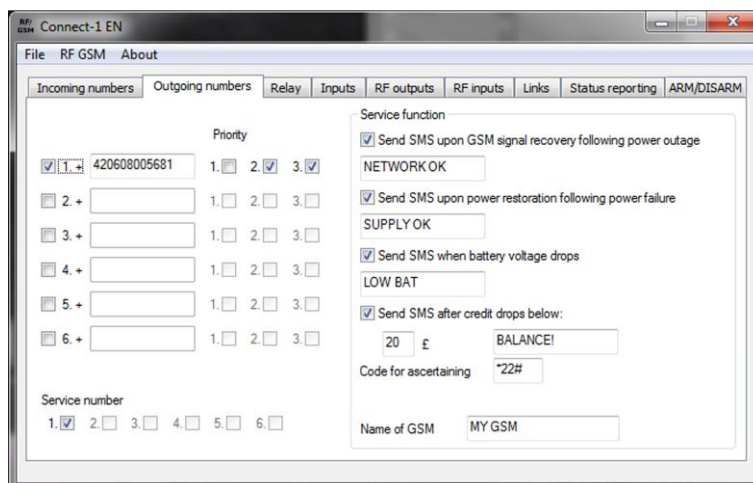 RF/ GSM Connect-1 EN
File RF GSM About
Incoming numbers Outgoing numbers Relay Inputs RF outputs RF inputs Links Status reporting ARM/DISARM
Priority
1. + 420608005681 1. 2. 3.
2. + 1. 2. 3.
3. + 1. 2. 3.
4. + 1. 2. 3.
5. + 1. 2. 3.
6. + 1. 2. 3.
Service number
1. 2. 3. 4. 5. 6.
Service function
Send SMS upon GSM signal recovery following power outage
NETWORK OK
Send SMS upon power restoration following power failure
SUPPLY OK
Send SMS when battery voltage drops
LOW BAT
Send SMS after credit drops below:
20 £ BALANCE!
Code for ascertaining *22#
Name of GSM MY GSM